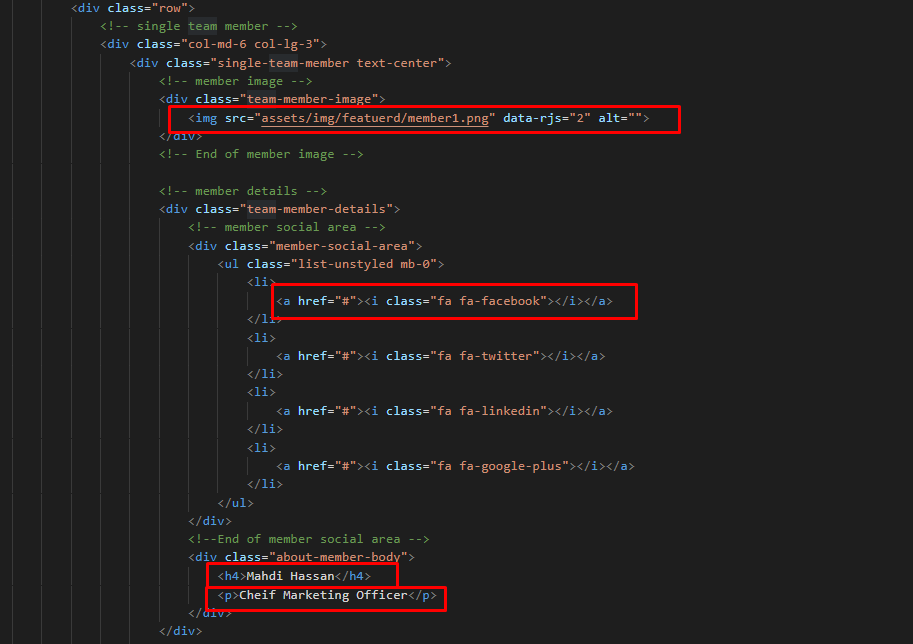 <div class="row">
<!-- single team member -->
<div class="col-md-6 col-lg-3">
<div class="single-team-member text-center">
<!-- member image -->
<div class="team-member-image">
<img src="assets/img/featuerd/member1.png" data-rjs="2" alt="">
</div>
<!-- End of member image -->
<!-- member details -->
<div class="team-member-details">
<!-- member social area -->
<div class="member-social-area">
<ul class="list-unstyled mb-0">
<li>
<a href="#"><i class="fa fa-facebook"></i></a>
</li>
<li>
<a href="#"><i class="fa fa-twitter"></i></a>
</li>
<li>
<a href="#"><i class="fa fa-linkedin"></i></a>
</li>
<li>
<a href="#"><i class="fa fa-google-plus"></i></a>
</li>
</ul>
</div>
<!--End of member social area -->
<div class="about-member-body">
<h4>Mahdi Hassan</h4>
<p>Cheif Marketing Officer</p>
</div>
</div>